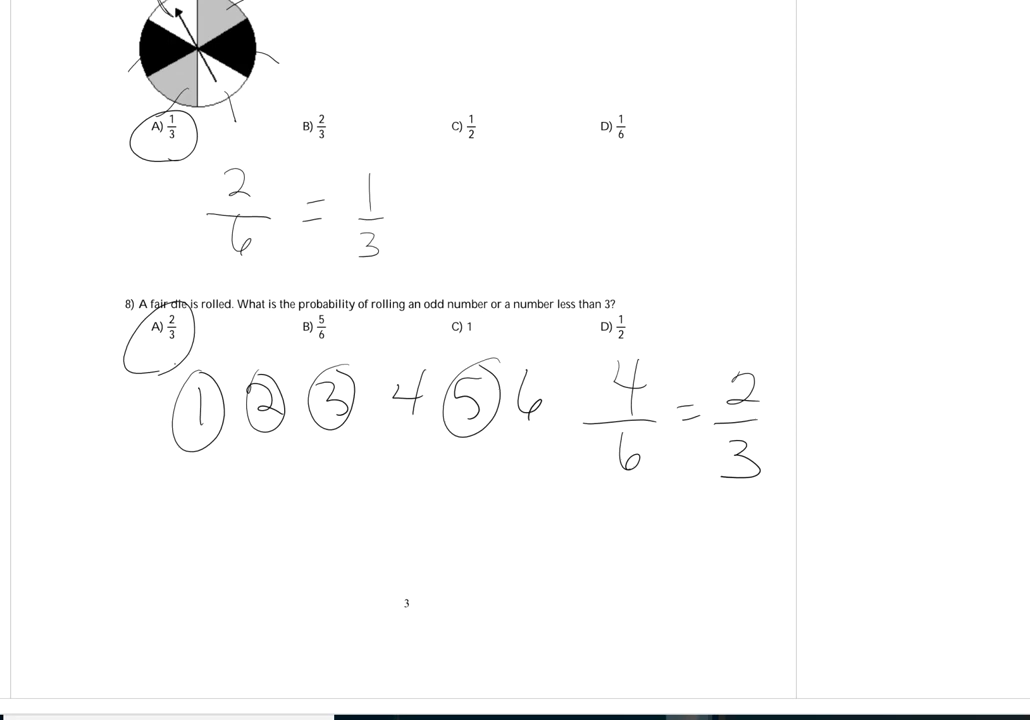 A) 1/3 B) 2/3 C) 1/2 D) 1/6
2/6 = 1/3
8) A fair die is rolled. What is the probability of rolling an odd number or a number less than 3?
A) 2/3 B) 5/6 C) 1 D) 1/2
1 2 3 4 5 6 4/6 = 2/3
3